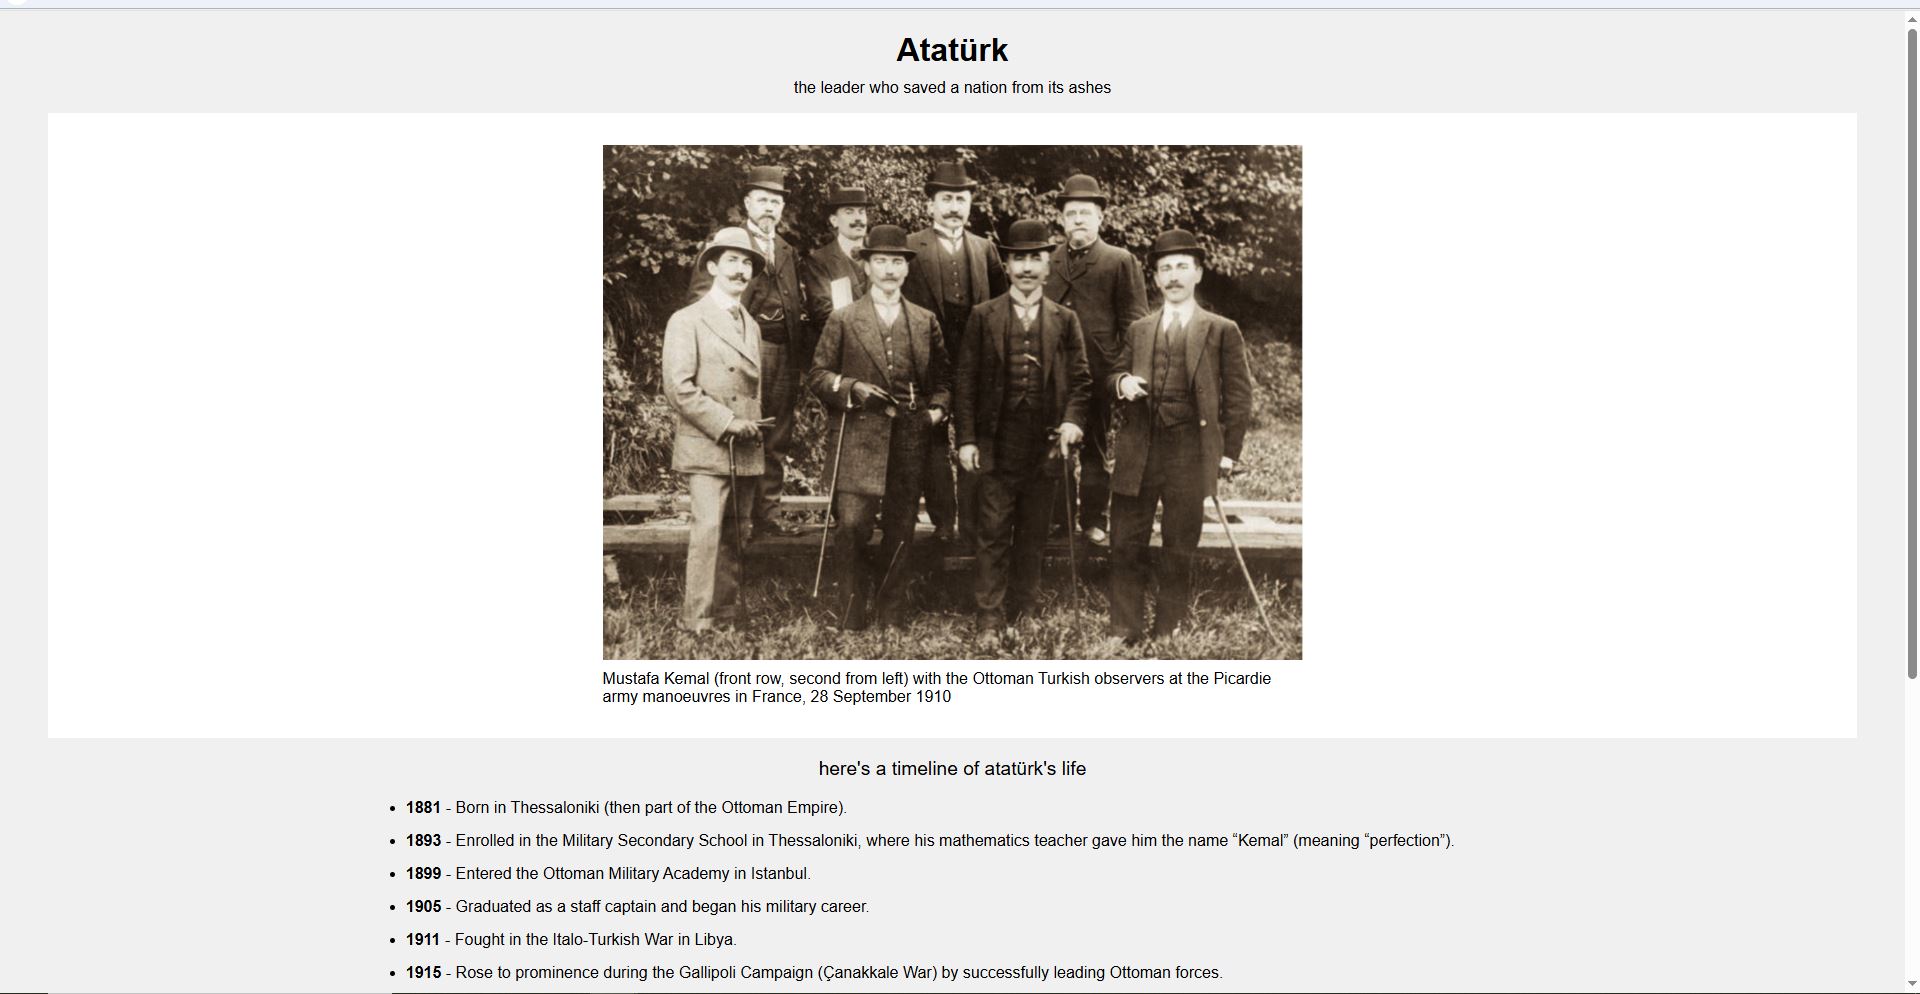 Atatürk
the leader who saved a nation from its ashes
Mustafa Kemal (front row, second from left) with the Ottoman Turkish observers at the Picardie
army manoeuvres in France, 28 September 1910
here's a timeline of atatürk's life
• 1881 - Born in Thessaloniki (then part of the Ottoman Empire).
• 1893 - Enrolled in the Military Secondary School in Thessaloniki, where his mathematics teacher gave him the name “Kemal” (meaning “perfection”).
• 1899 - Entered the Ottoman Military Academy in Istanbul.
• 1905 - Graduated as a staff captain and began his military career.
• 1911 - Fought in the Italo-Turkish War in Libya.
• 1915 - Rose to prominence during the Gallipoli Campaign (Çanakkale War) by successfully leading Ottoman forces.